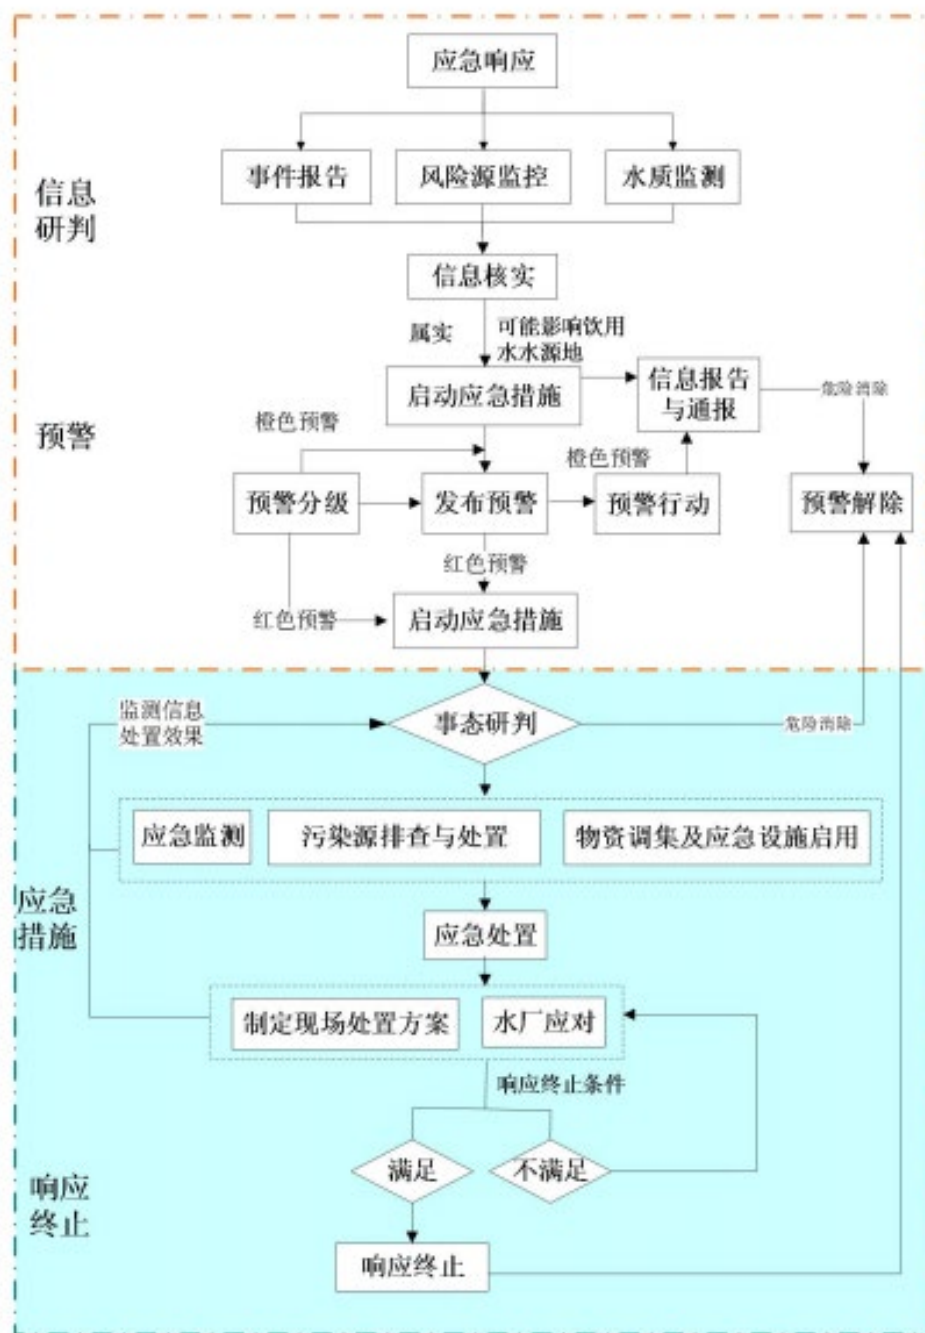 应急响应
事件报告
风险源监控
水质监测
信息
研判
信息核实
属实
可能影响饮用
水水源地
启动应急措施
信息报告
与通报
危险消除
预警
橙色预警
橙色预警
预警分级
发布预警
预警行动
预警解除
红色预警
红色预警
启动应急措施
监测信息
处置效果
事态研判
危险消除
应急监测
污染源排查与处置
物资调集及应急设施启用
应急
措施
应急处置
制定现场处置方案
水厂应对
响应终止条件
满足
不满足
响应
终止
响应终止